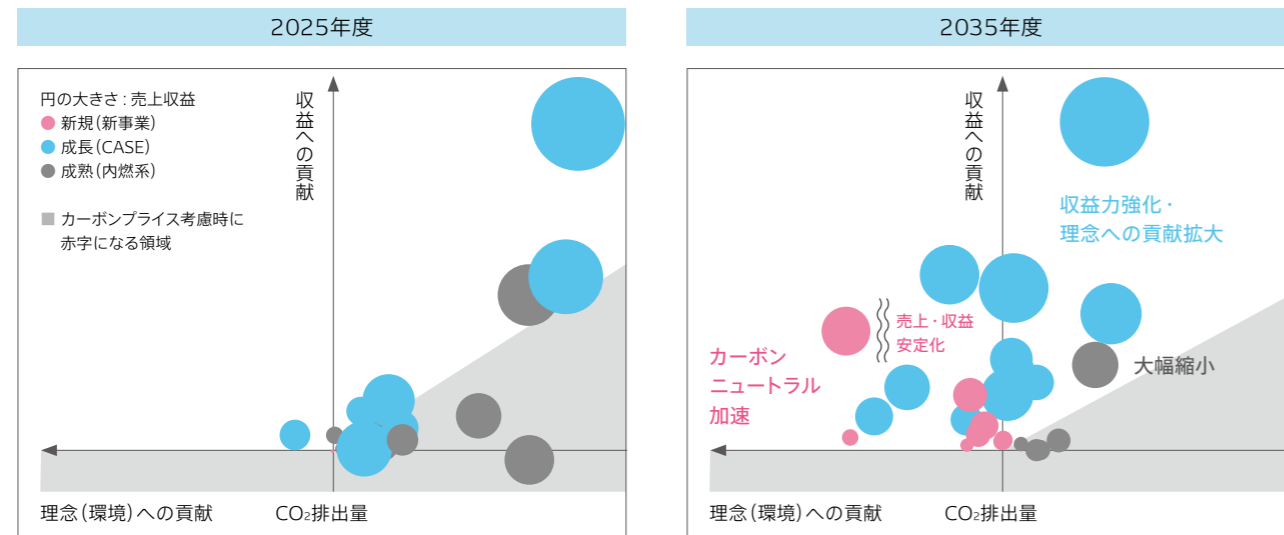 2025年度
円の大きさ：売上収益
新規（新事業）
成長（CASE）
成熟（内燃系）
カーボンプライス考慮時に
赤字になる領域
収益への貢献
理念（環境）への貢献
CO₂排出量
2035年度
収益への貢献
収益力強化・
理念への貢献拡大
売上・収益
安定化
カーボン
ニュートラル
加速
大幅縮小
理念（環境）への貢献
CO₂排出量